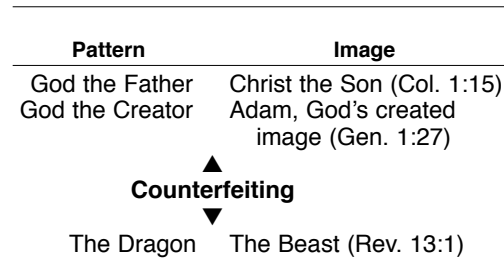 Pattern Image
God the Father Christ the Son (Col. 1:15)
God the Creator Adam, God's created
image (Gen. 1:27)
▲
Counterfeiting
▼
The Dragon The Beast (Rev. 13:1)